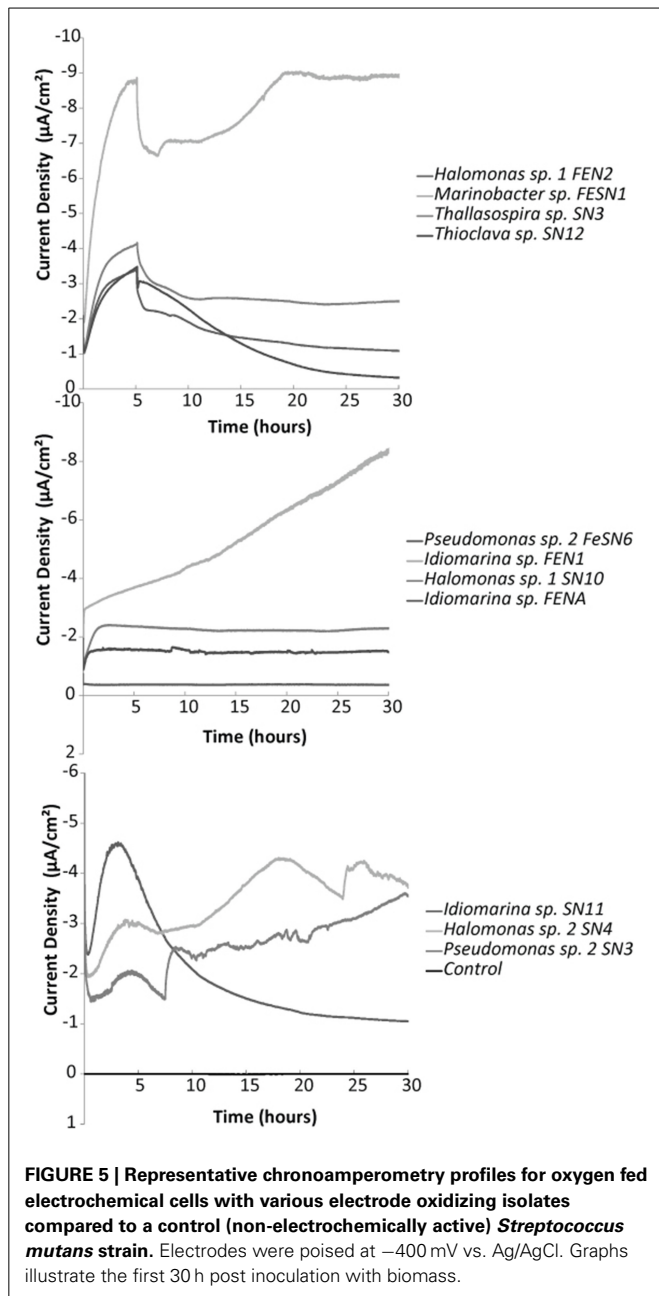 -10
-9
-8
-7
-6
-5
-4
-3
-2
-1
0
Current Density (µA/cm²)
Halomonas sp. 1 FEN2
Marinobacter sp. FESN1
Thallasospira sp. SN3
Thioclava sp. SN12
5 10 15 20 25 30
Time (hours)
-10
-8
-6
-4
-2
0
2
Current Density (µA/cm²)
Pseudomonas sp. 2 FeSN6
Idiomarina sp. FEN1
Halomonas sp. 1 SN10
Idiomarina sp. FENA
5 10 15 20 25 30
Time (hours)
-6
-5
-4
-3
-2
-1
0
1
Current Density (µA/cm²)
Idiomarina sp. SN11
Halomonas sp. 2 SN4
Pseudomonas sp. 2 SN3
Control
5 10 15 20 25 30
Time (hours)
FIGURE 5 | Representative chronoamperometry profiles for oxygen fed
electrochemical cells with various electrode oxidizing isolates
compared to a control (non-electrochemically active) Streptococcus
mutans strain. Electrodes were poised at −400 mV vs. Ag/AgCl. Graphs
illustrate the first 30 h post inoculation with biomass.